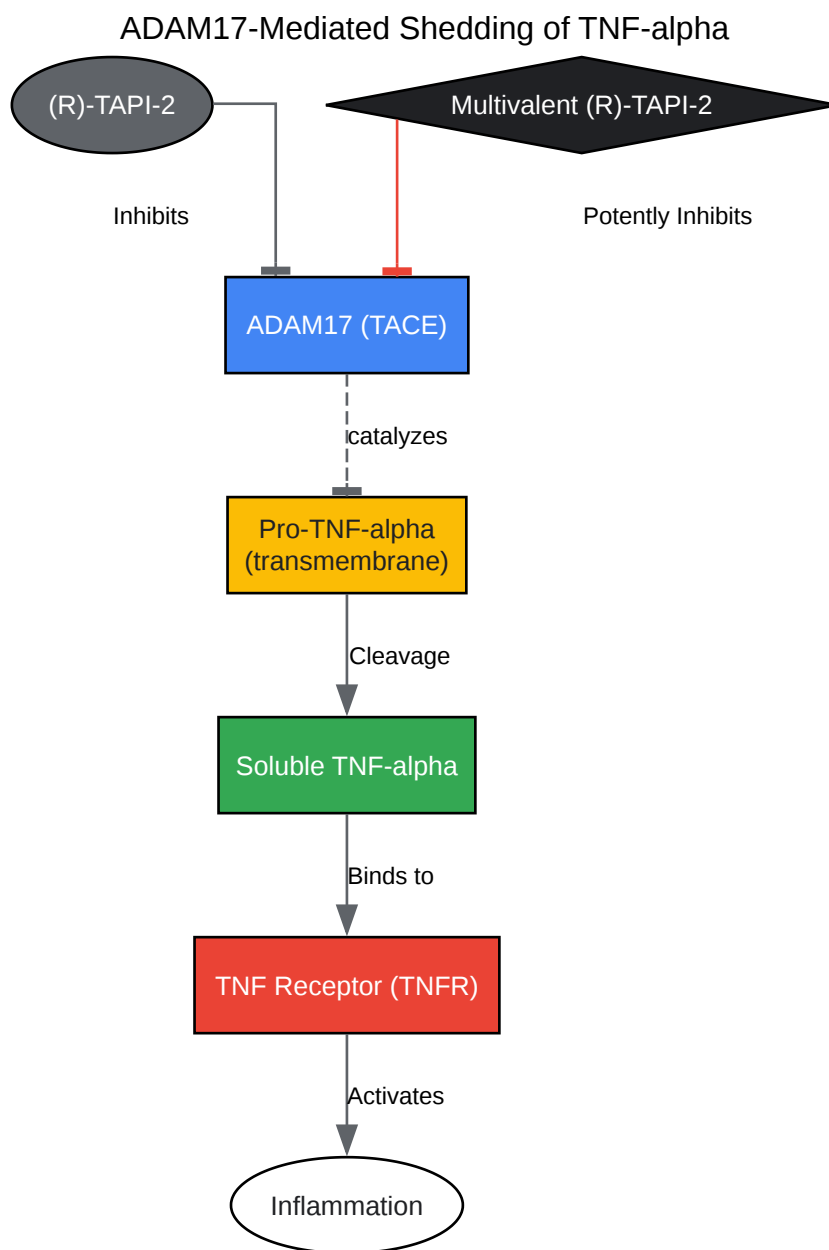 ADAM17-Mediated Shedding of TNF-alpha
(R)-TAPI-2
Multivalent (R)-TAPI-2
Inhibits
Potently Inhibits
ADAM17 (TACE)
catalyzes
Pro-TNF-alpha
(transmembrane)
Cleavage
Soluble TNF-alpha
Binds to
TNF Receptor (TNFR)
Activates
Inflammation